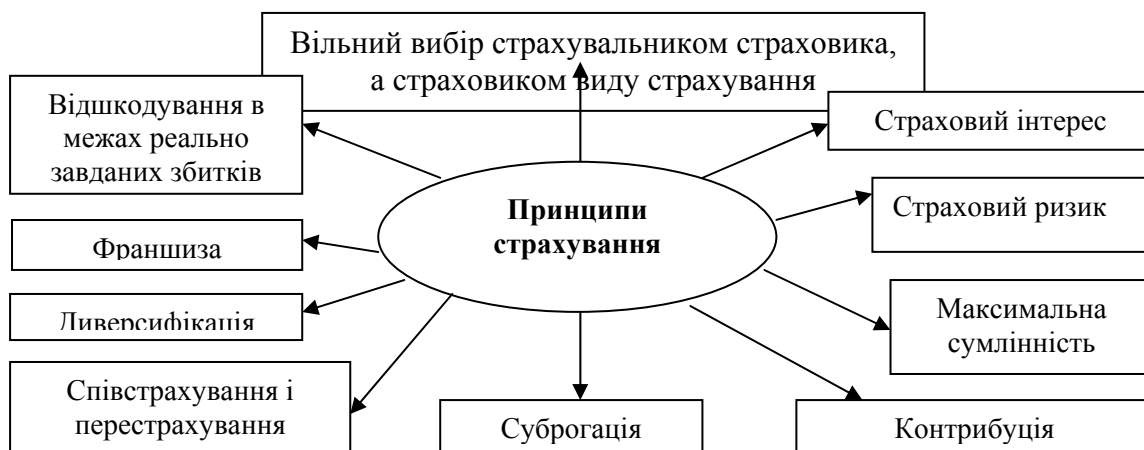 Вільний вибір страхувальником страховика,
а страховиком виду страхування
Відшкодування в
межах реально
завданих збитків
Страховий інтерес
Принципи
страхування
Страховий ризик
Франшиза
Диверсифікація
Максимальна
сумлінність
Співстрахування і
перестрахування
Суброгація
Контрибуція